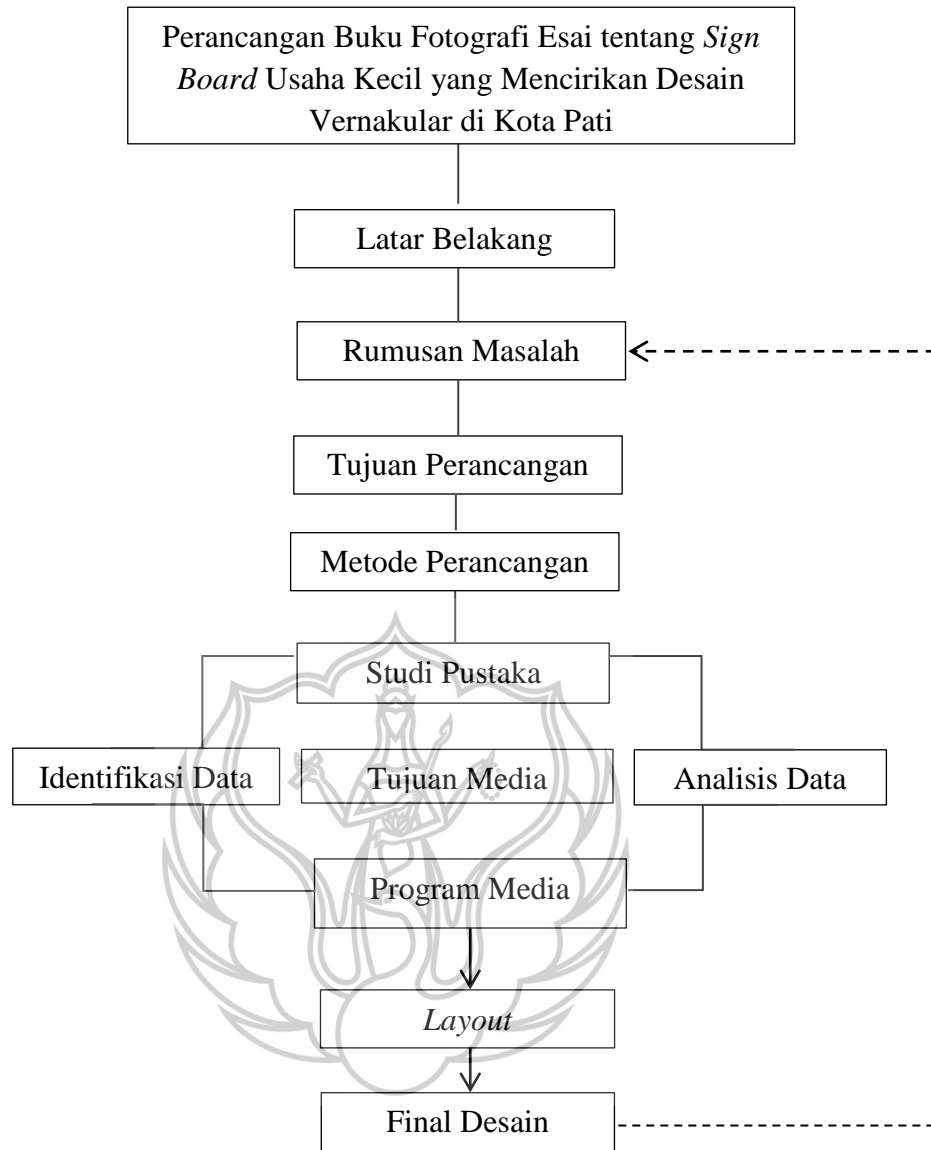 Perancangan Buku Fotografi Esai tentang Sign
Board Usaha Kecil yang Mencirikan Desain
Vernakular di Kota Pati
Latar Belakang
Rumusan Masalah
Tujuan Perancangan
Metode Perancangan
Studi Pustaka
Identifikasi Data
Tujuan Media
Analisis Data
Program Media
Layout
Final Desain